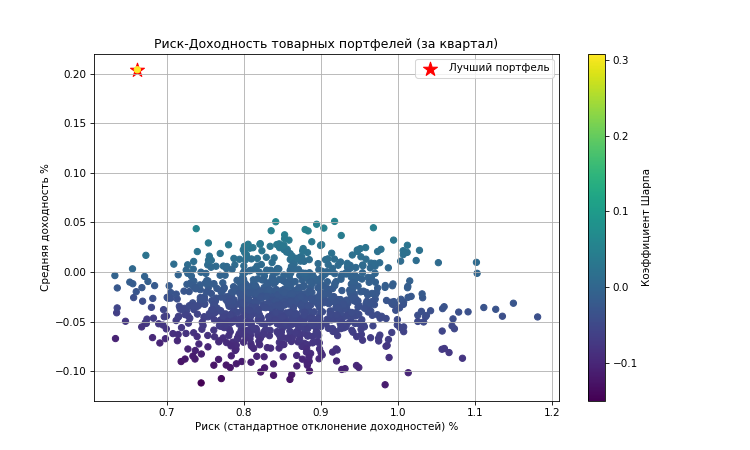 Риск-Доходность товарных портфелей (за квартал)
Лучший портфель
Средняя доходность %
0.20
0.15
0.10
0.05
0.00
−0.05
−0.10
0.7 0.8 0.9 1.0 1.1 1.2
Риск (стандартное отклонение доходностей) %
0.3
0.2
0.1
0.0
−0.1
Коэффициент Шарпа